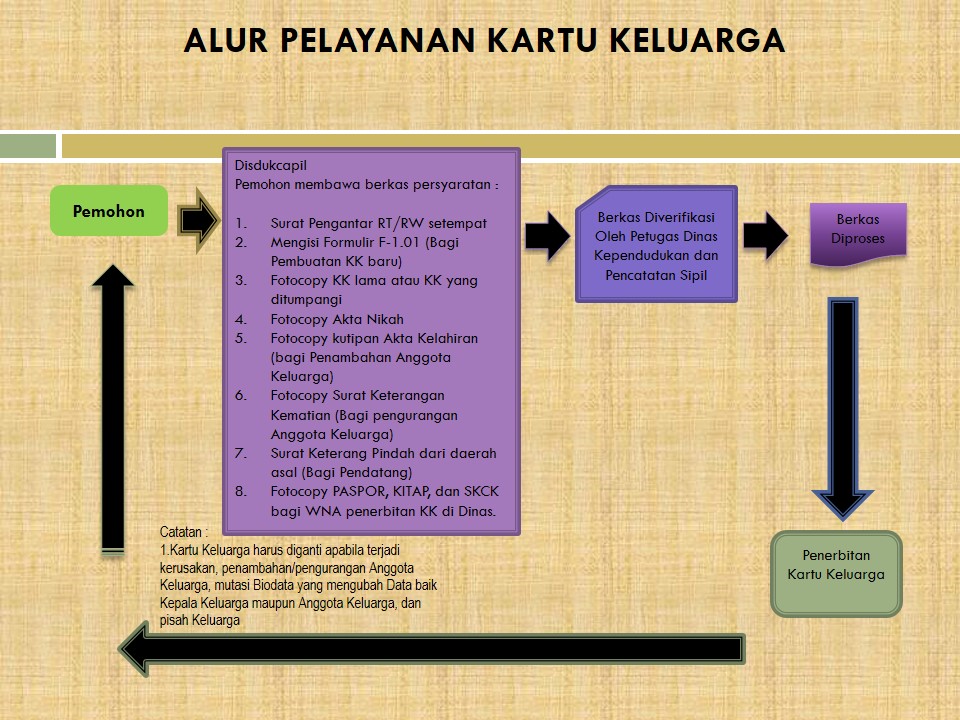 ALUR PELAYANAN KARTU KELUARGA
Pemohon
Disdukcapil
Pemohon membawa berkas persyaratan :
1. Surat Pengantar RT/RW setempat
2. Mengisi Formulir F-1.01 (Bagi
Pembuatan KK baru)
3. Fotocopy KK lama atau KK yang
ditumpangi
4. Fotocopy Akta Nikah
5. Fotocopy kutipan Akta Kelahiran
(bagi Penambahan Anggota
Keluarga)
6. Fotocopy Surat Keterangan
Kematian (Bagi pengurangan
Anggota Keluarga)
7. Surat Keterang Pindah dari daerah
asal (Bagi Pendatang)
8. Fotocopy PASPOR, KITAP, dan SKCK
bagi WNA penerbitan KK di Dinas.
Berkas Diverifikasi
Oleh Petugas Dinas
Kependudukan dan
Pencatatan Sipil
Berkas
Diproses
Penerbitan
Kartu Keluarga
Catatan :
1.Kartu Keluarga harus diganti apabila terjadi
kerusakan, penambahan/pengurangan Anggota
Keluarga, mutasi Biodata yang mengubah Data baik
Kepala Keluarga maupun Anggota Keluarga, dan
pisah Keluarga